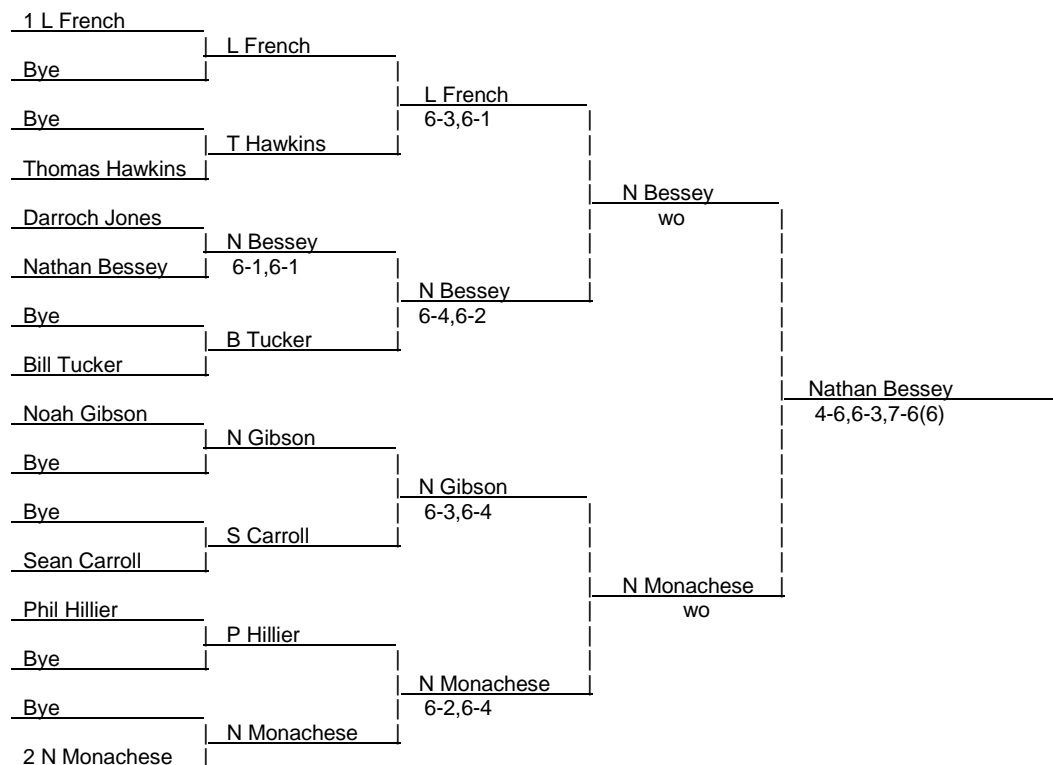 1 L French
L French
Bye
L French
6-3,6-1
Bye
T Hawkins
Thomas Hawkins
N Bessey
wo
Darroch Jones
N Bessey
6-1,6-1
Nathan Bessey
N Bessey
6-4,6-2
Bye
B Tucker
Bill Tucker
Nathan Bessey
4-6,6-3,7-6(6)
Noah Gibson
N Gibson
Bye
N Gibson
6-3,6-4
Bye
S Carroll
Sean Carroll
N Monachese
wo
Phil Hillier
P Hillier
Bye
N Monachese
6-2,6-4
Bye
N Monachese
2 N Monachese